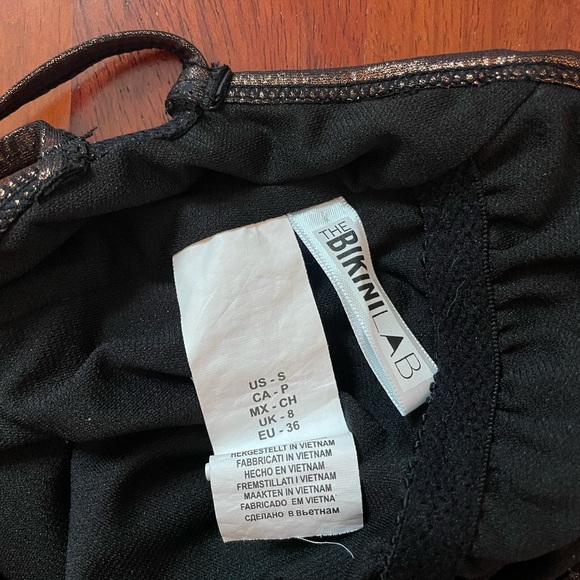 THE
BIKINI LAB
US - S
CA - P
MX - CH
UK - 8
EU - 36
HERGESTELLT IN VIETNAM
FABBRICATI IN VIETNAM
HECHO EN VIETNAM
FREMSTILLET I VIETNAM
MAAKTEN IN VIETNAM
FABRICADO EM VIETNA
СДЕЛАНО В ВЬЕТНАМ